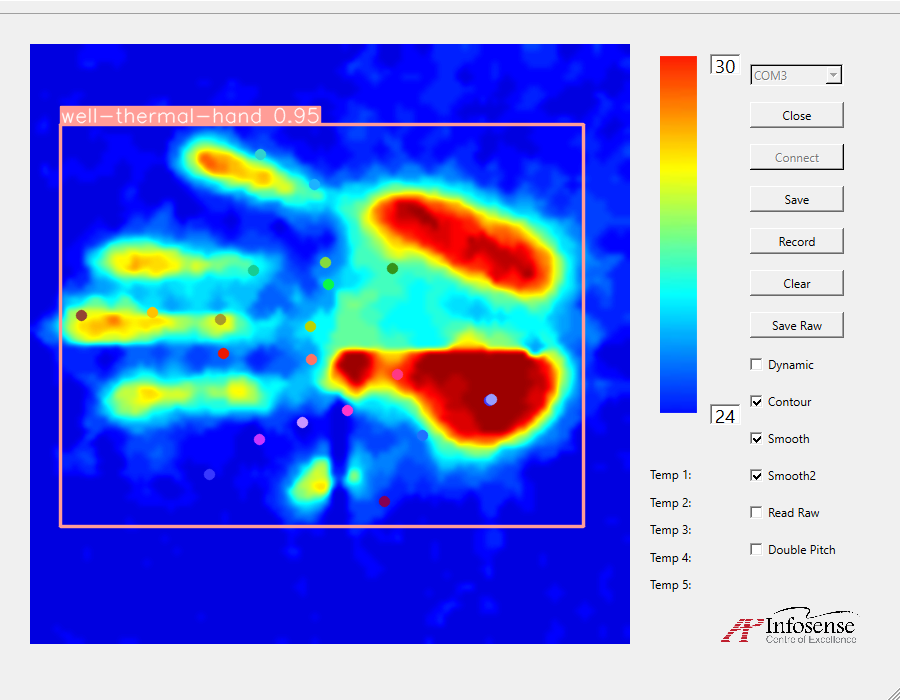 well-thermal-hand 0.95
30
24
COM3
Close
Connect
Save
Record
Clear
Save Raw
Dynamic
Contour
Smooth
Smooth2
Read Raw
Double Pitch
Temp 1:
Temp 2:
Temp 3:
Temp 4:
Temp 5:
AP Infosense
Centre of Excellence